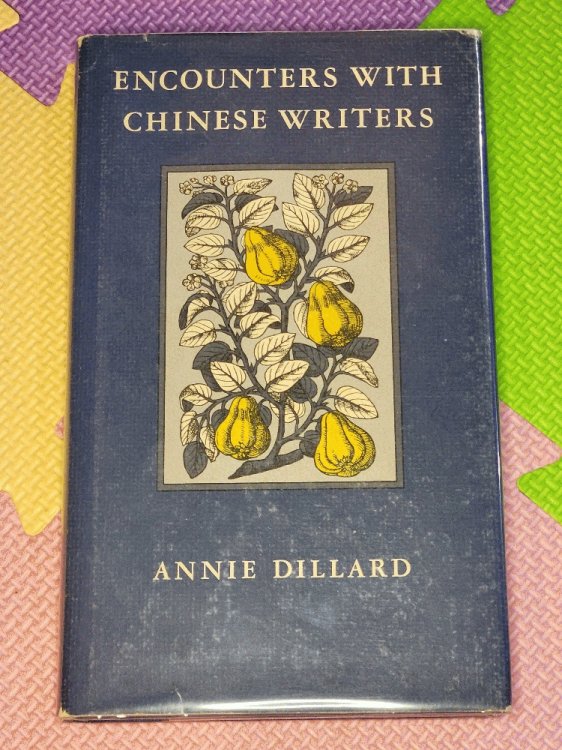 ENCOUNTERS WITH
CHINESE WRITERS
ANNIE DILLARD